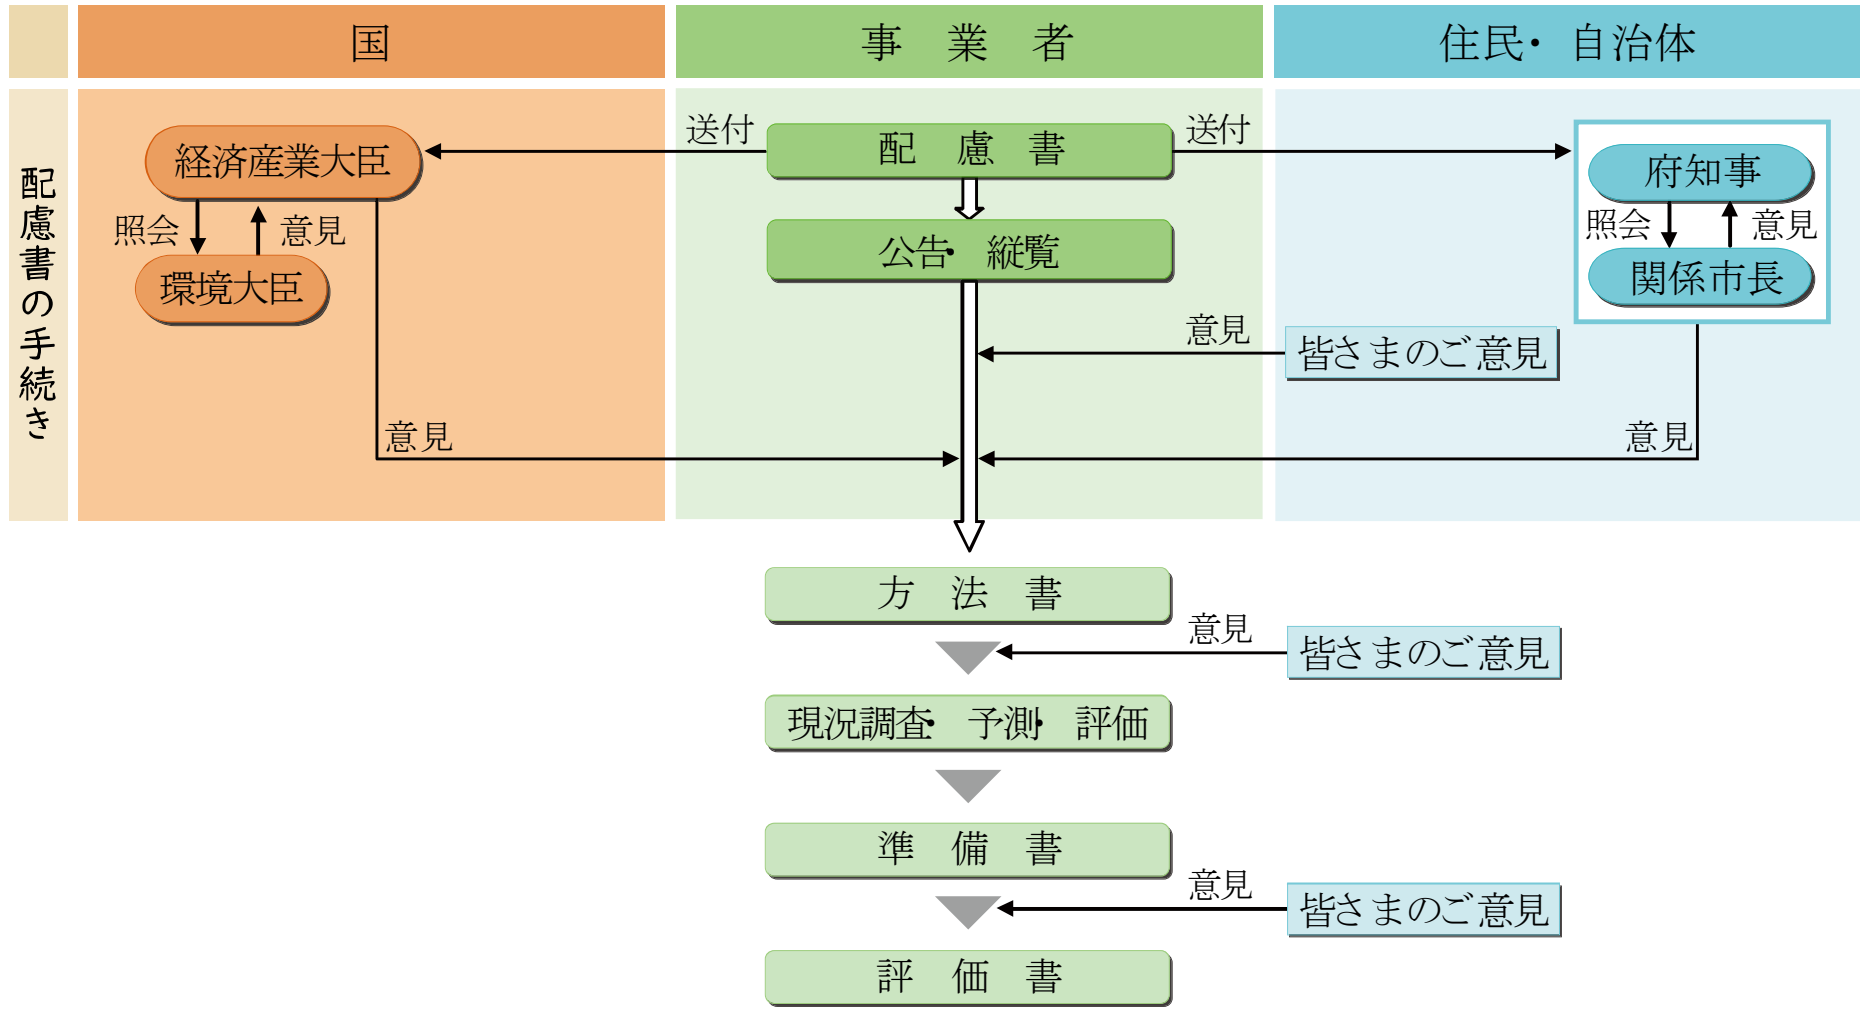 国
事 業 者
住民・自治体
配慮書の手続き
送付
配 慮 書
送付
経済産業大臣
府知事
照会
意見
照会
意見
公告・縦覧
環境大臣
関係市長
意見
皆さまのご意見
意見
意見
方 法 書
意見
皆さまのご意見
現況調査・予測・評価
準 備 書
意見
皆さまのご意見
評 価 書